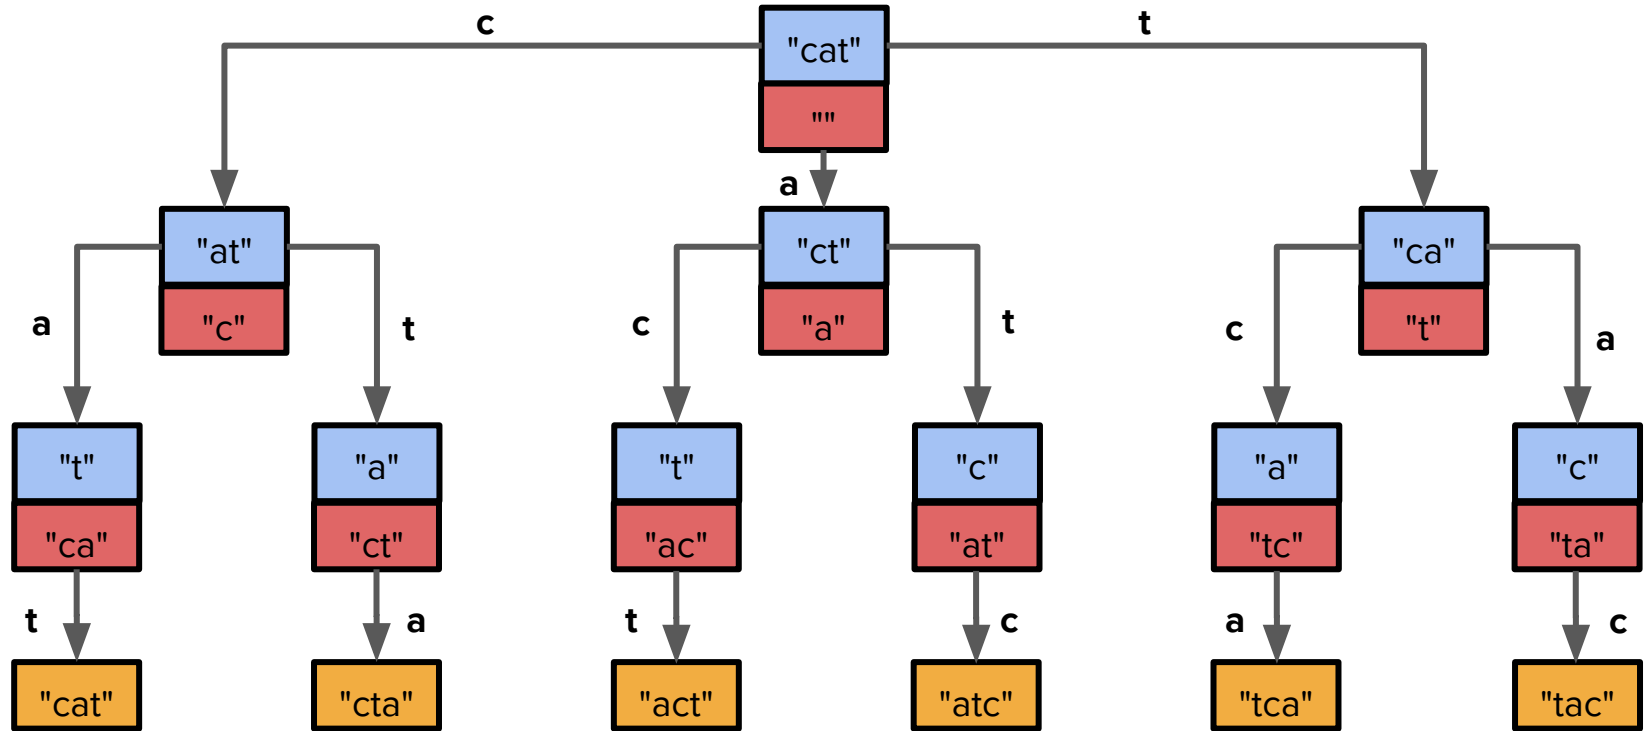 c
"cat"
t
""
a
"at"
"ct"
"ca"
"c"
"a"
"t"
a
t
c
t
c
a
"t"
"a"
"t"
"c"
"a"
"c"
"ca"
"ct"
"ac"
"at"
"tc"
"ta"
t
a
t
c
a
c
"cat"
"cta"
"act"
"atc"
"tca"
"tac"